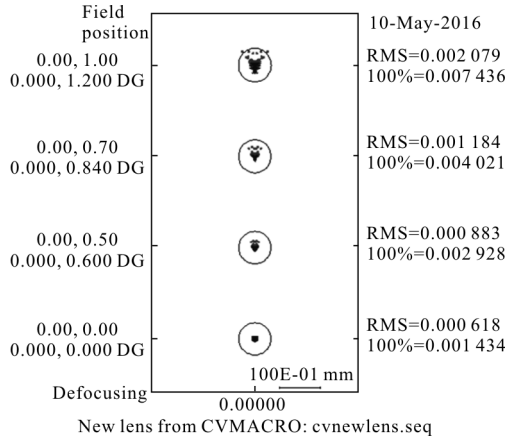 Field
position
10-May-2016
0.00, 1.00
0.000, 1.200 DG
RMS=0.002 079
100%=0.007 436
0.00, 0.70
0.000, 0.840 DG
RMS=0.001 184
100%=0.004 021
0.00, 0.50
0.000, 0.600 DG
RMS=0.000 883
100%=0.002 928
0.00, 0.00
0.000, 0.000 DG
RMS=0.000 618
100%=0.001 434
100E-01 mm
Defocusing
0.00000
New lens from CVMACRO: cvnewlens.seq